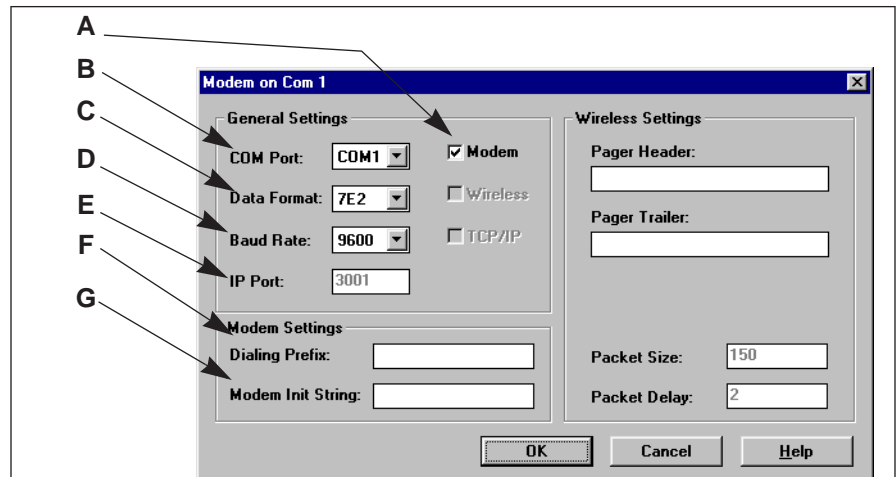 A
B
C
D
E
F
G
Modem on Com 1
General Settings
COM Port: COM1
Modem
Data Format: 7E2
Wireless
Baud Rate: 9600
TCP/IP
IP Port: 3001
Modem Settings
Dialing Prefix:
Modem Init String:
Wireless Settings
Pager Header:
Pager Trailer:
Packet Size: 150
Packet Delay: 2
OK
Cancel
Help